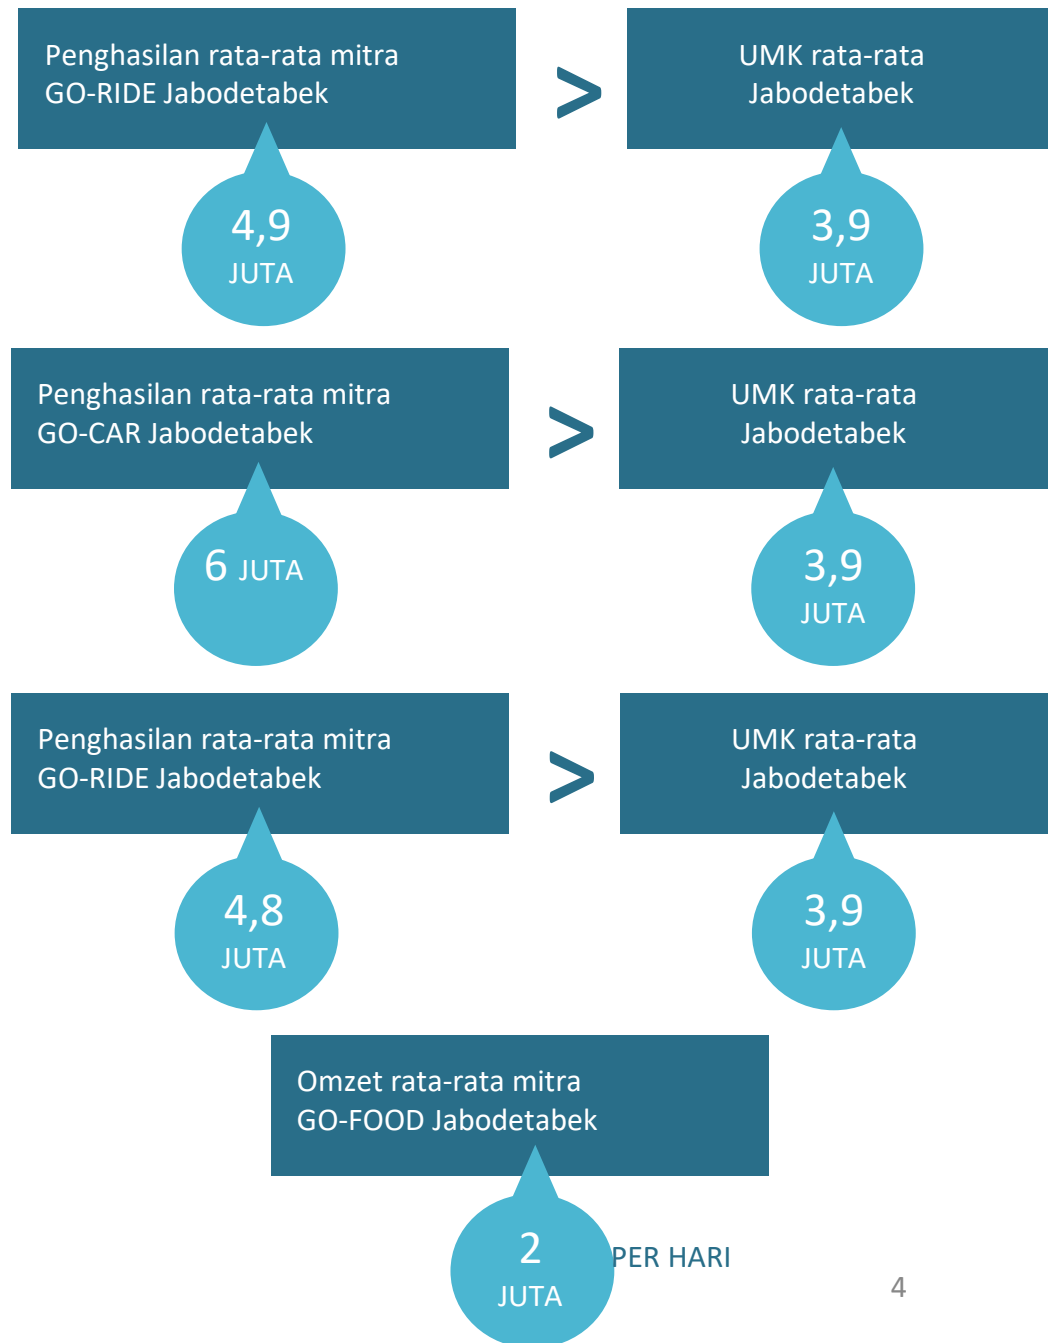 Penghasilan rata-rata mitra
GO-RIDE Jabodetabek
>
UMK rata-rata
Jabodetabek
4,9
JUTA
3,9
JUTA
Penghasilan rata-rata mitra
GO-CAR Jabodetabek
>
UMK rata-rata
Jabodetabek
6 JUTA
3,9
JUTA
Penghasilan rata-rata mitra
GO-RIDE Jabodetabek
>
UMK rata-rata
Jabodetabek
4,8
JUTA
3,9
JUTA
Omzet rata-rata mitra
GO-FOOD Jabodetabek
2
JUTA
PER HARI
4